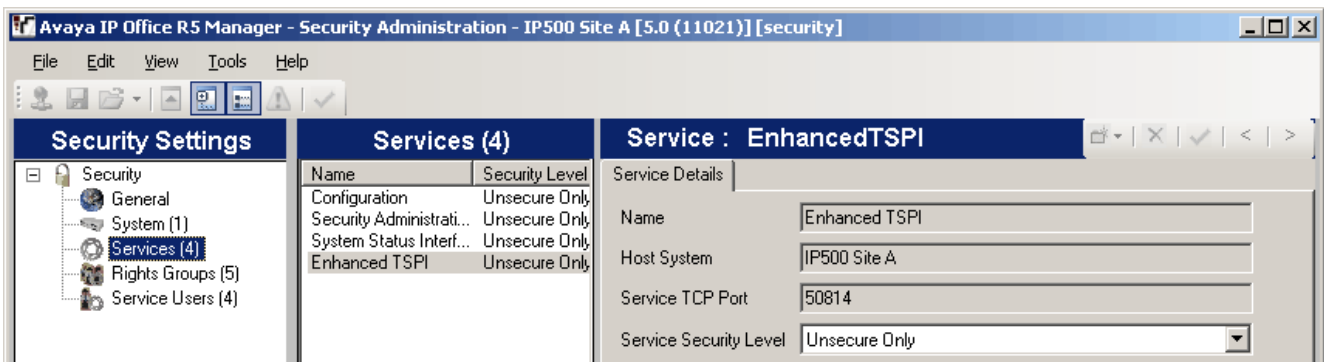 Avaya IP Office R5 Manager - Security Administration - IP500 Site A [5.0 (11021)] [security]
File Edit View Tools Help
Security Settings
Security
General
System (1)
Services (4)
Rights Groups (5)
Service Users (4)
Services (4)
Name Security Level
Configuration Unsecure Only
Security Administrati... Unsecure Only
System Status Interf... Unsecure Only
Enhanced TSPI Unsecure Only
Service : EnhancedTSPI
Service Details
Name Enhanced TSPI
Host System IP500 Site A
Service TCP Port 50814
Service Security Level Unsecure Only